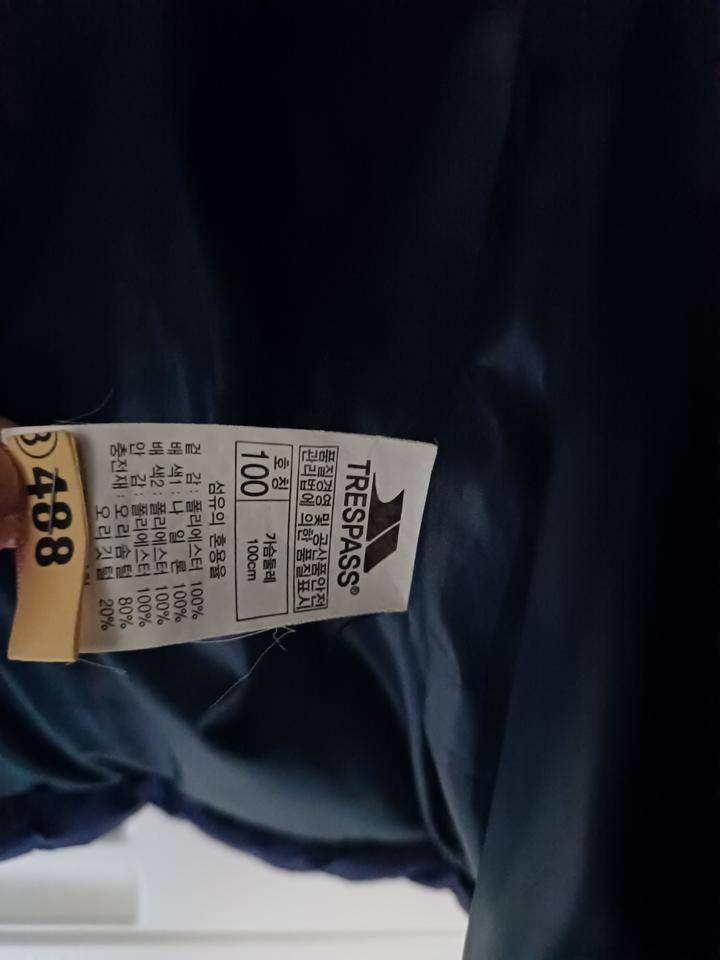 TRESPASS®
품질경영 및 공산품안전
관리법에 의한 품질표시
호칭 가슴둘레
100 100cm
섬유의 혼용율
겉 감 : 폴리에스터 100%
배 색1 : 나 일 론 100%
배 색2 : 폴리에스터 100%
안 감 : 폴리에스터 100%
충전재 : 오리 솜털 80%
오리 깃털 20%
3) 488